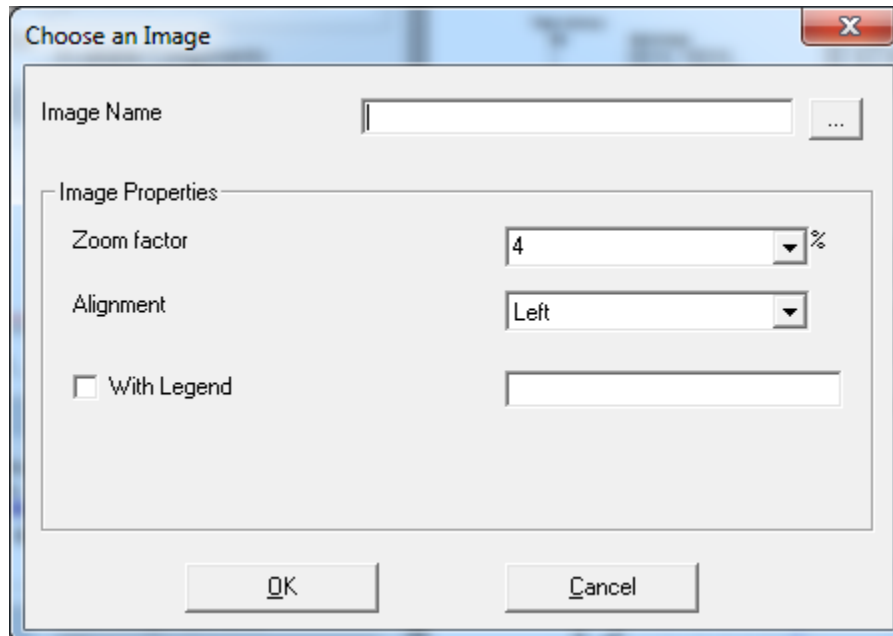 Choose an Image
Image Name
...
Image Properties
Zoom factor
4
%
Alignment
Left
With Legend
OK
Cancel